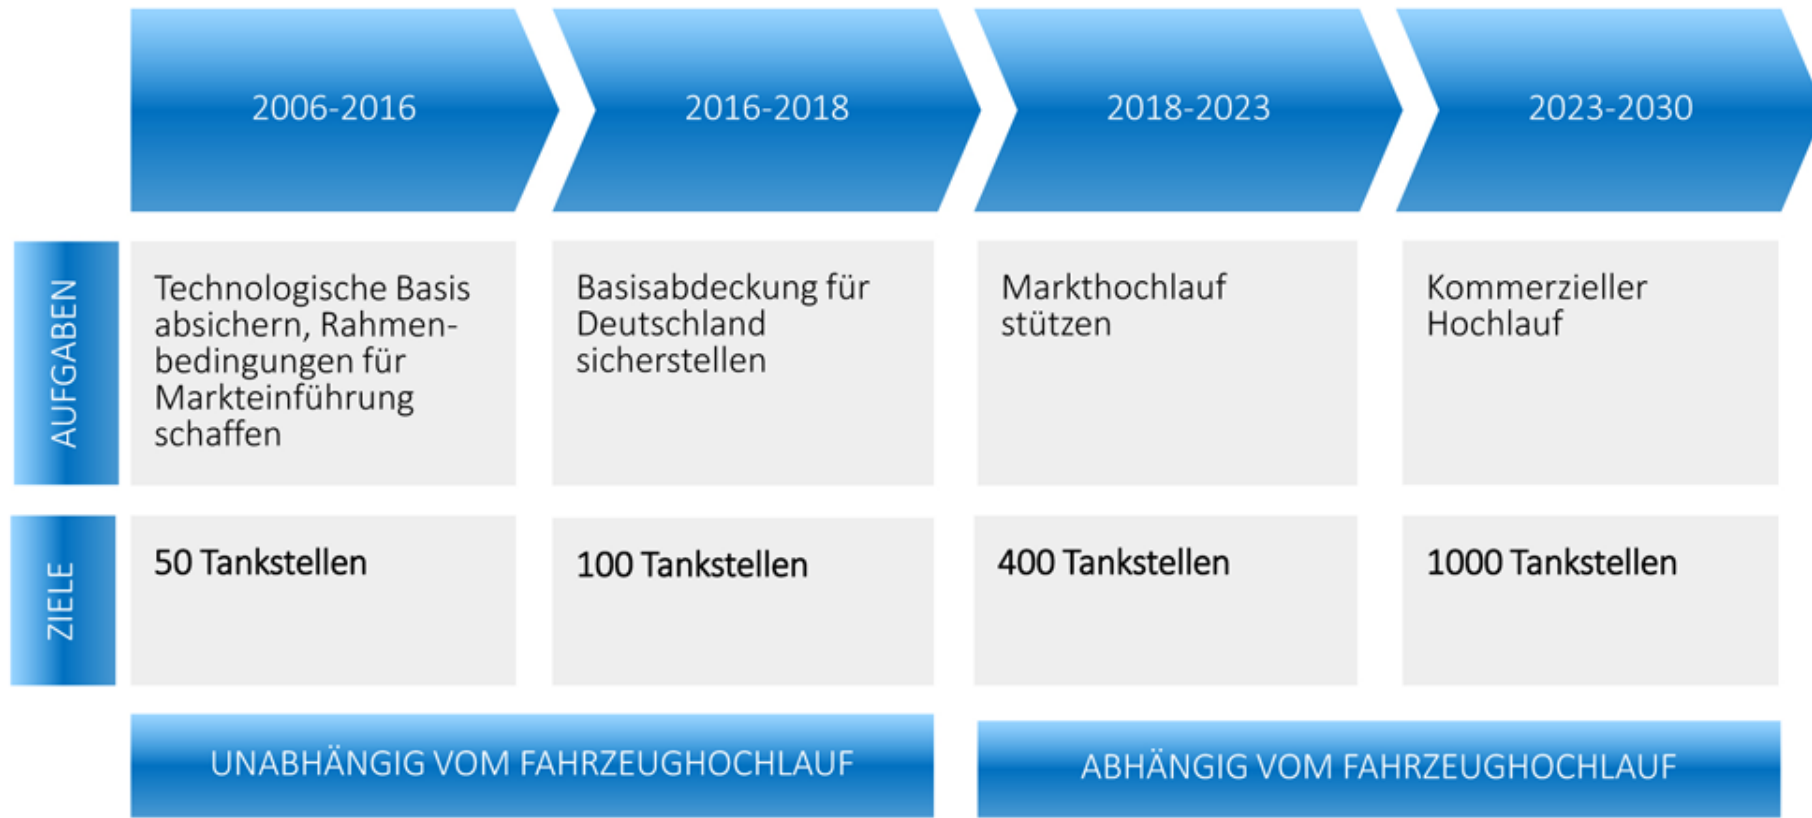 2006-2016
2016-2018
2018-2023
2023-2030
AUFGABEN
Technologische Basis
absichern, Rahmen-
bedingungen für
Markteinführung
schaffen
Basisabdeckung für
Deutschland
sicherstellen
Markthochlauf
stützen
Kommerzieller
Hochlauf
ZIELE
50 Tankstellen
100 Tankstellen
400 Tankstellen
1000 Tankstellen
UNABHÄNGIG VOM FAHRZEUGHOCHLAUF
ABHÄNGIG VOM FAHRZEUGHOCHLAUF